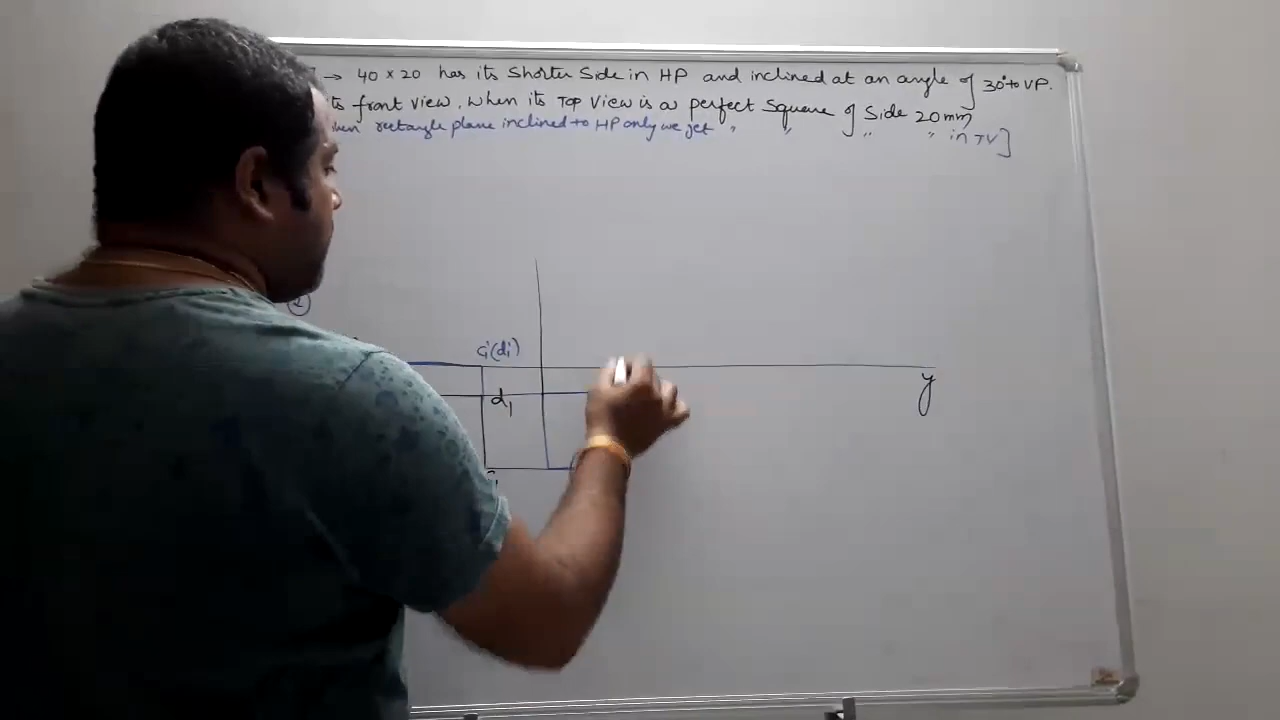 → 40 × 20 has its Shorter Side in HP and inclined at an angle of 30° to VP.
ts front view, When its Top View is a perfect Square of Side 20mm
hen rectangle plane inclined to HP only we get " " " " in TV]
c₁'(d₁')
d₁
y